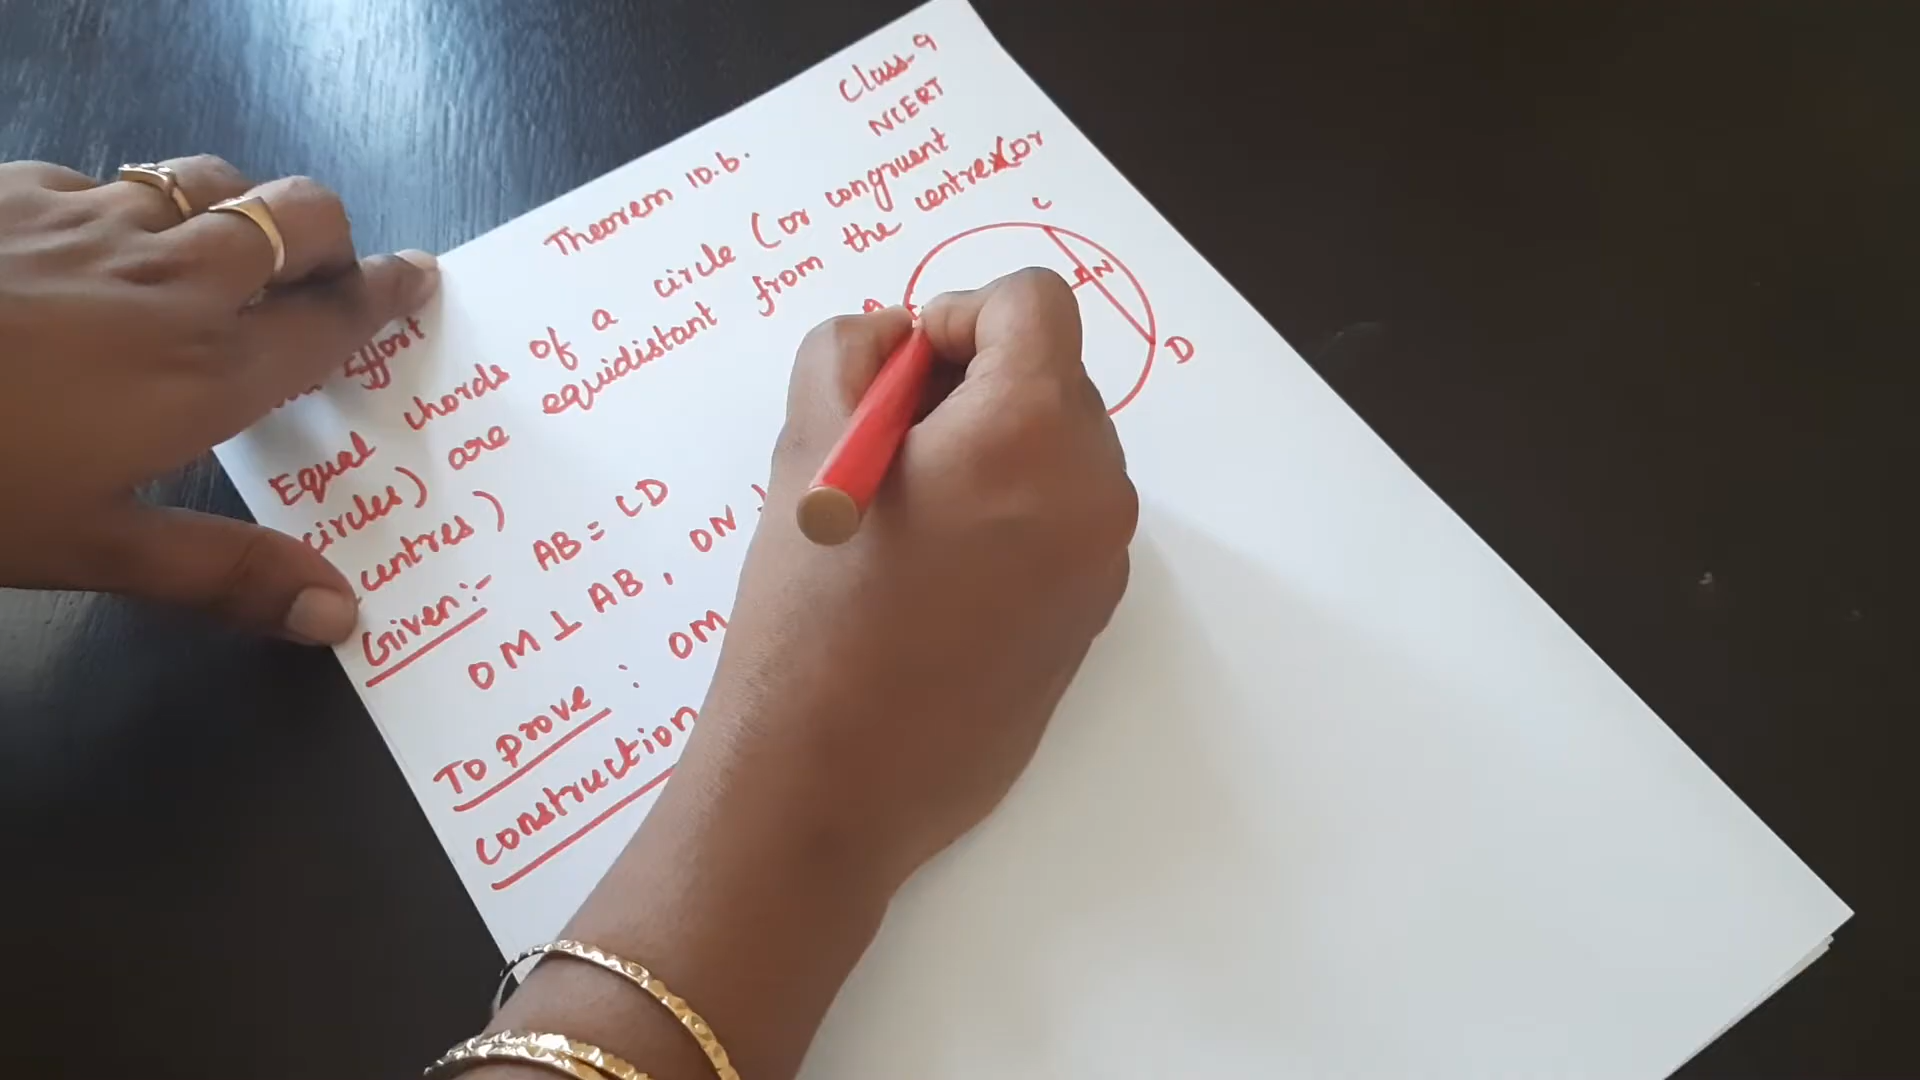 Class-9
NCERT
Theorem 10.6.
Effort
Equal chords of a circle (or congruent
circles) are equidistant from the centre (or
centres)
Given:- AB = CD
OM ⊥ AB, ON
To prove : OM
construction
C
N
A
D